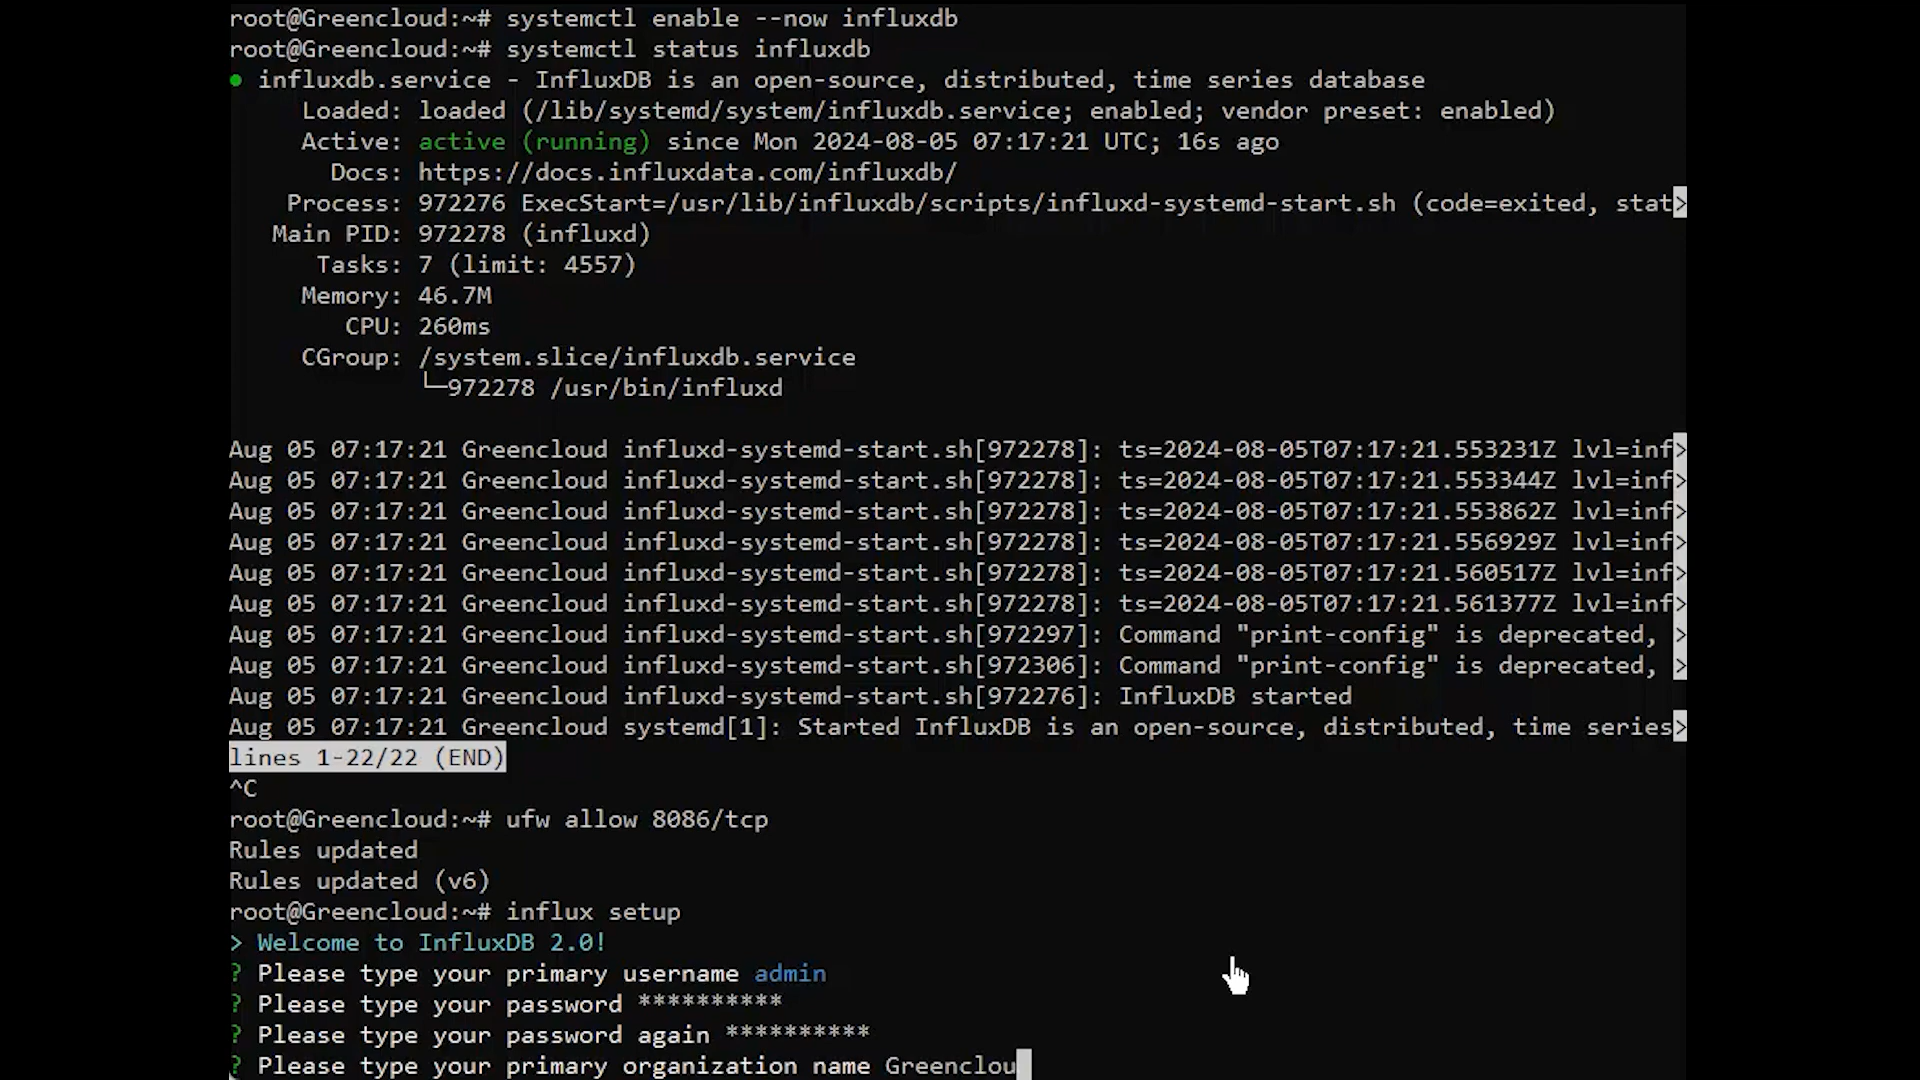 root@Greencloud:~# systemctl enable --now influxdb
root@Greencloud:~# systemctl status influxdb
● influxdb.service - InfluxDB is an open-source, distributed, time series database
Loaded: loaded (/lib/systemd/system/influxdb.service; enabled; vendor preset: enabled)
Active: active (running) since Mon 2024-08-05 07:17:21 UTC; 16s ago
Docs: https://docs.influxdata.com/influxdb/
Process: 972276 ExecStart=/usr/lib/influxdb/scripts/influxd-systemd-start.sh (code=exited, stat>
Main PID: 972278 (influxd)
Tasks: 7 (limit: 4557)
Memory: 46.7M
CPU: 260ms
CGroup: /system.slice/influxdb.service
└─972278 /usr/bin/influxd
Aug 05 07:17:21 Greencloud influxd-systemd-start.sh[972278]: ts=2024-08-05T07:17:21.553231Z lvl=inf>
Aug 05 07:17:21 Greencloud influxd-systemd-start.sh[972278]: ts=2024-08-05T07:17:21.553344Z lvl=inf>
Aug 05 07:17:21 Greencloud influxd-systemd-start.sh[972278]: ts=2024-08-05T07:17:21.553862Z lvl=inf>
Aug 05 07:17:21 Greencloud influxd-systemd-start.sh[972278]: ts=2024-08-05T07:17:21.556929Z lvl=inf>
Aug 05 07:17:21 Greencloud influxd-systemd-start.sh[972278]: ts=2024-08-05T07:17:21.560517Z lvl=inf>
Aug 05 07:17:21 Greencloud influxd-systemd-start.sh[972278]: ts=2024-08-05T07:17:21.561377Z lvl=inf>
Aug 05 07:17:21 Greencloud influxd-systemd-start.sh[972297]: Command "print-config" is deprecated, >
Aug 05 07:17:21 Greencloud influxd-systemd-start.sh[972306]: Command "print-config" is deprecated, >
Aug 05 07:17:21 Greencloud influxd-systemd-start.sh[972276]: InfluxDB started
Aug 05 07:17:21 Greencloud systemd[1]: Started InfluxDB is an open-source, distributed, time series>
lines 1-22/22 (END)
^C
root@Greencloud:~# ufw allow 8086/tcp
Rules updated
Rules updated (v6)
root@Greencloud:~# influx setup
> Welcome to InfluxDB 2.0!
? Please type your primary username admin
? Please type your password **********
? Please type your password again **********
? Please type your primary organization name Greenclou